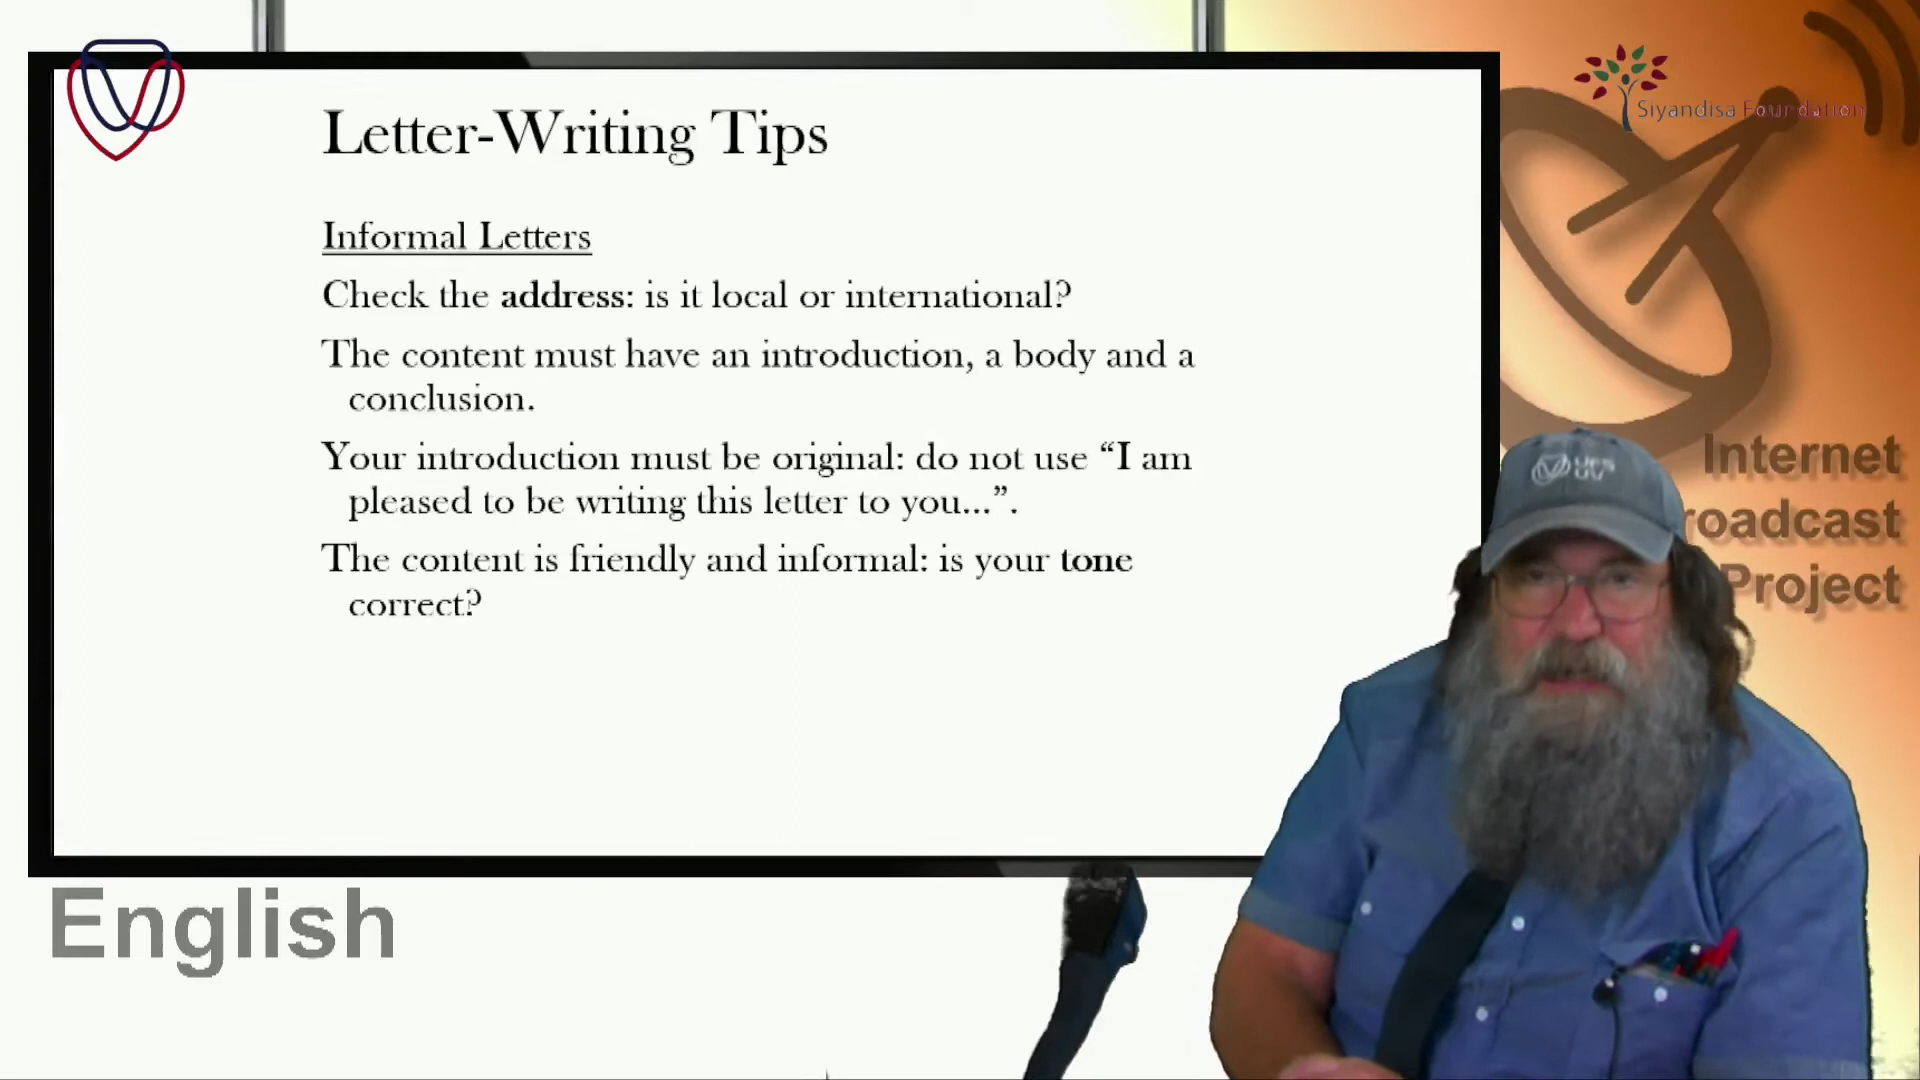 Letter-Writing Tips
Siyandisa Foundation
Informal Letters
Check the address: is it local or international?
The content must have an introduction, a body and a
conclusion.
Your introduction must be original: do not use “I am
pleased to be writing this letter to you...”.
The content is friendly and informal: is your tone
correct?
Internet
roadcast
Project
UFS
UV
English